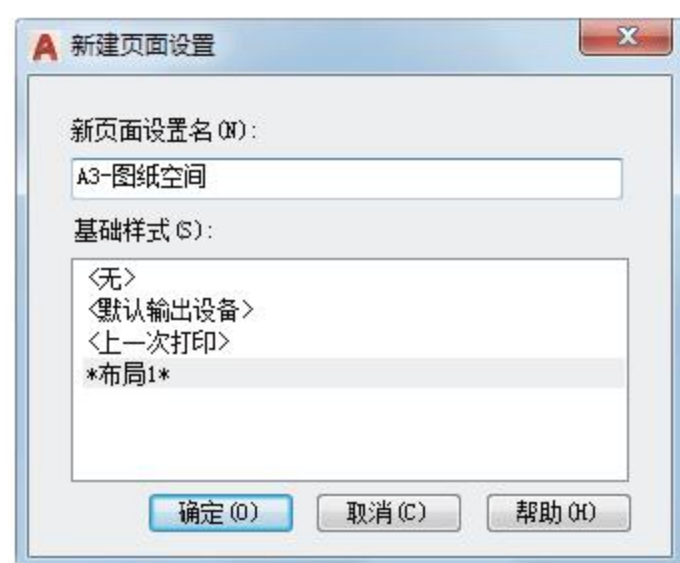 新建页面设置
新页面设置名(N):
A3-图纸空间
基础样式(S):
<无>
<默认输出设备>
<上一次打印>
*布局1*
确定(O) 取消(C) 帮助(H)